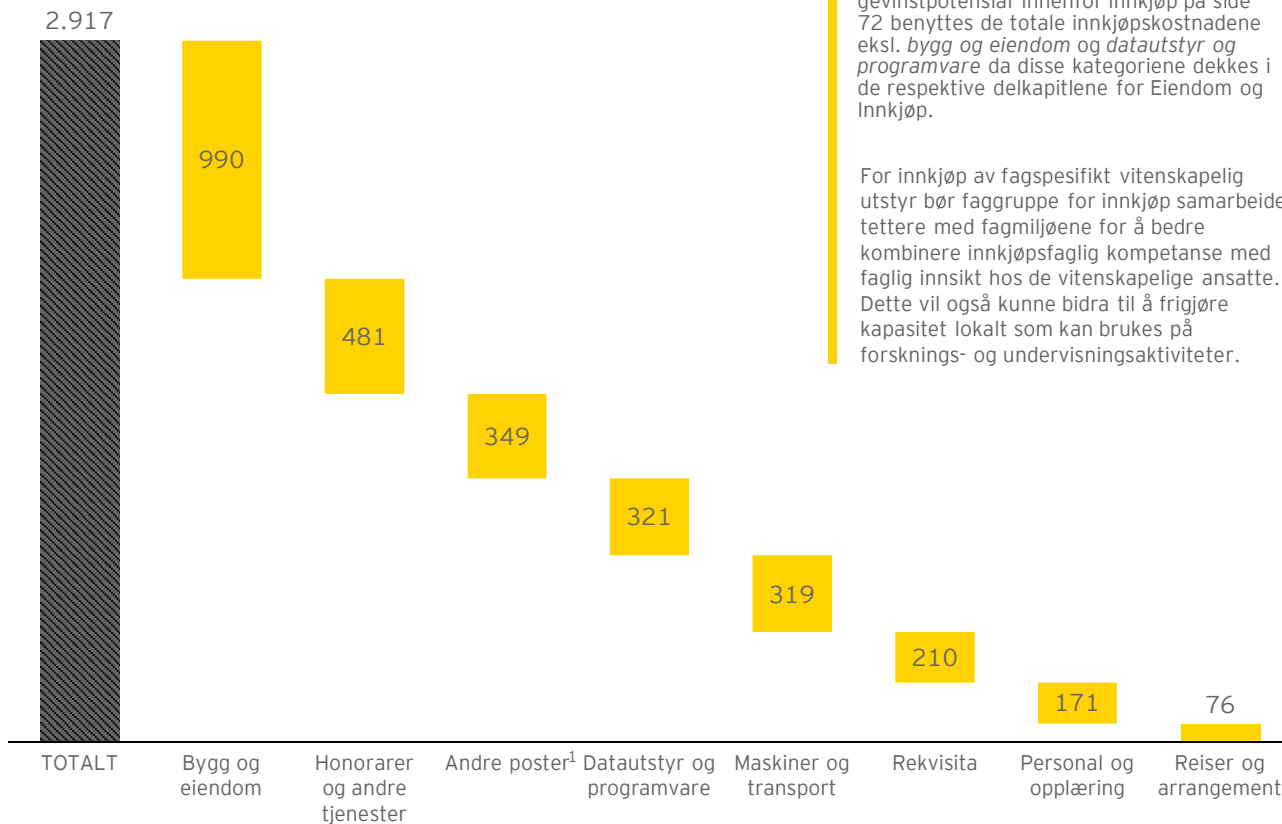 gevinstpotensiar innenfor innkjøp på side
72 benyttes de totale innkjøpskostnadene
eksl. bygg og eiendom og datautstyr og
programvare da disse kategoriene dekkes i
de respektive delkapitlene for Eiendom og
Innkjøp.
For innkjøp av fagspesifikt vitenskapelig
utstyr bør faggruppe for innkjøp samarbeide
tettere med fagmiljøene for å bedre
kombinere innkjøpsfaglig kompetanse med
faglig innsikt hos de vitenskapelige ansatte.
Dette vil også kunne bidra til å frigjøre
kapasitet lokalt som kan brukes på
forsknings- og undervisningsaktiviteter.
2.917
990
481
349
321
319
210
171
76
TOTALT
Bygg og
eiendom
Honorarer
og andre
tjenester
Andre poster1
Datautstyr og
programvare
Maskiner og
transport
Rekvisita
Personal og
opplæring
Reiser og
arrangement